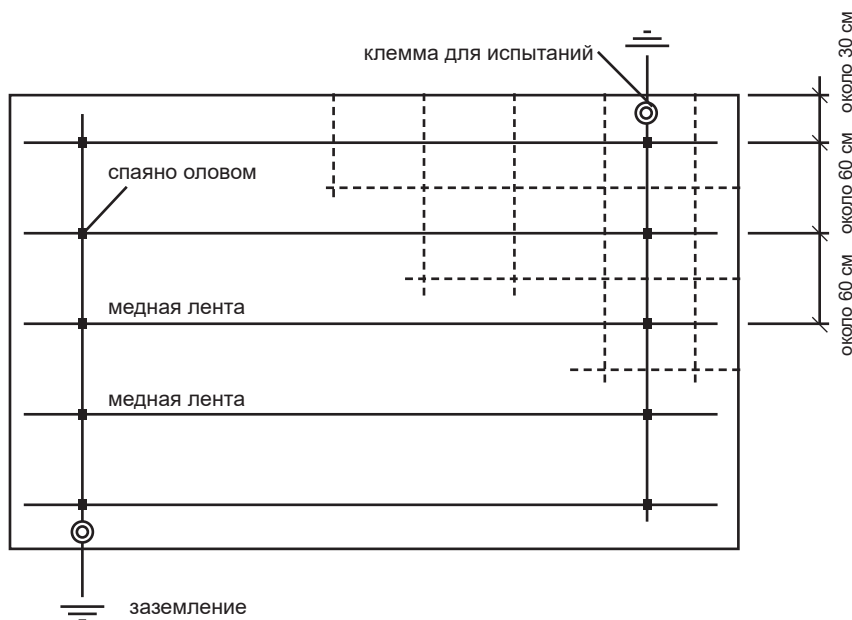 клемма для испытаний
около 30 см
около 60 см
около 60 см
спаяно оловом
медная лента
медная лента
заземление